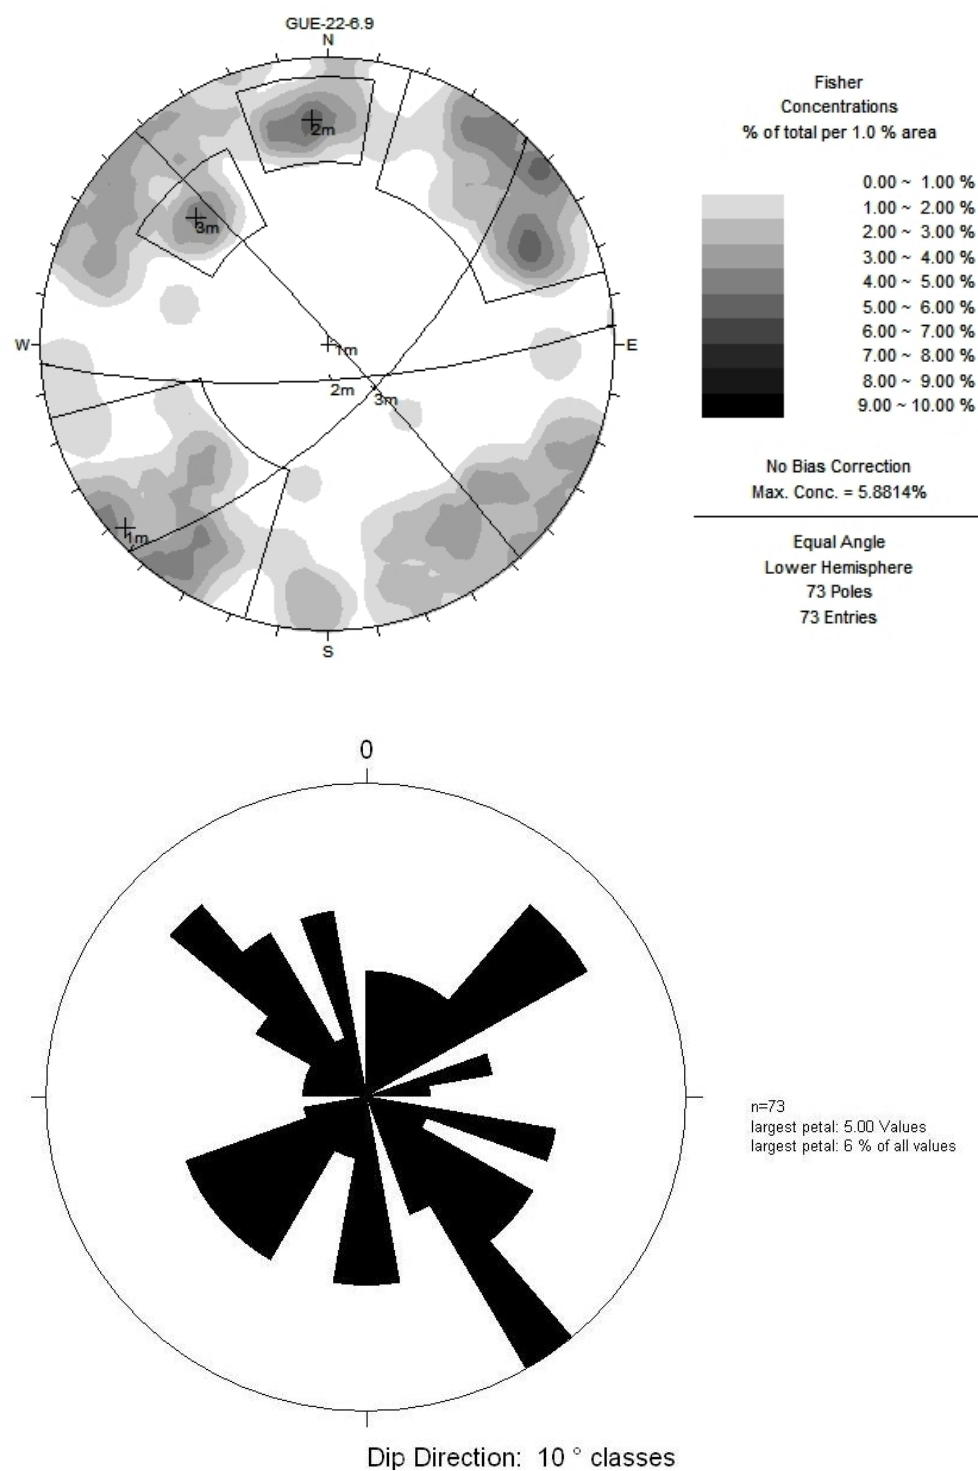 GUE-22-6.9
N
2m
3m
W
1m
E
2m
3m
1m
S
Fisher
Concentrations
% of total per 1.0 % area
0.00 ~ 1.00 %
1.00 ~ 2.00 %
2.00 ~ 3.00 %
3.00 ~ 4.00 %
4.00 ~ 5.00 %
5.00 ~ 6.00 %
6.00 ~ 7.00 %
7.00 ~ 8.00 %
8.00 ~ 9.00 %
9.00 ~ 10.00 %
No Bias Correction
Max. Conc. = 5.8814%
Equal Angle
Lower Hemisphere
73 Poles
73 Entries
0
n=73
largest petal: 5.00 Values
largest petal: 6 % of all values
Dip Direction: 10 ° classes